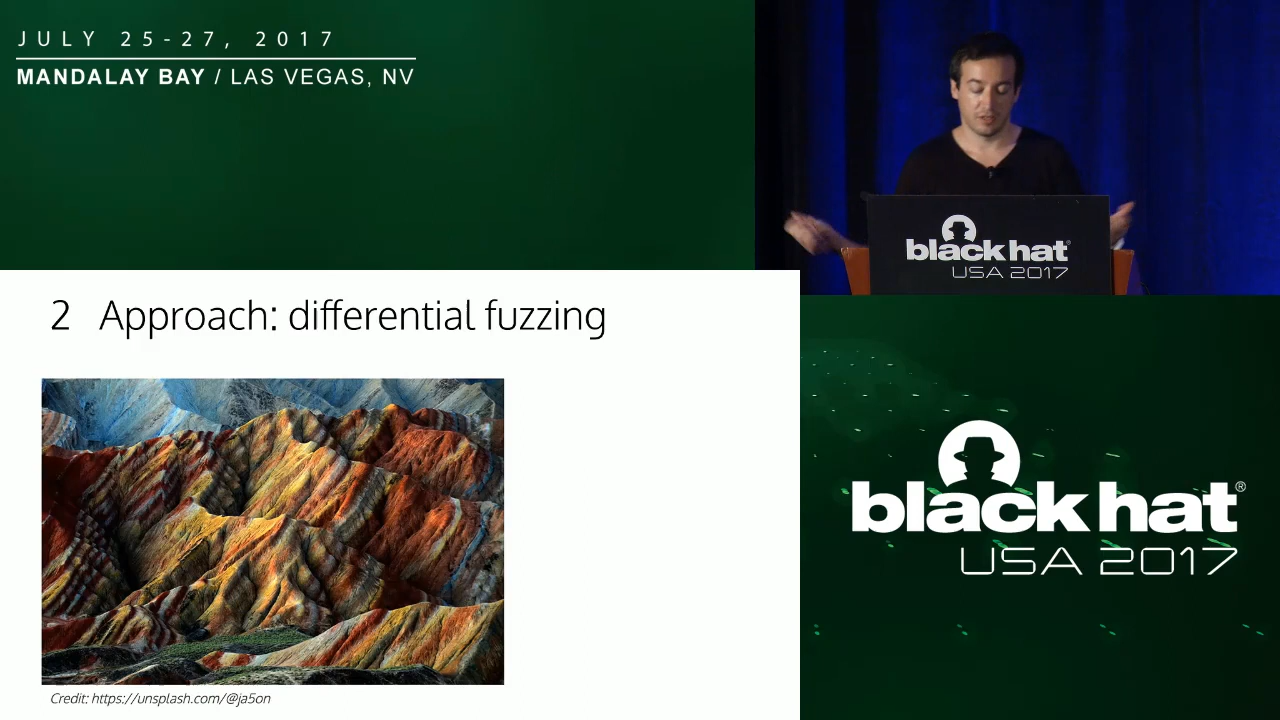 JULY 25-27, 2017
MANDALAY BAY / LAS VEGAS, NV
black hat®
USA 2017
2 Approach: differential fuzzing
Credit: https://unsplash.com/@ja5on
black hat®
USA 2017